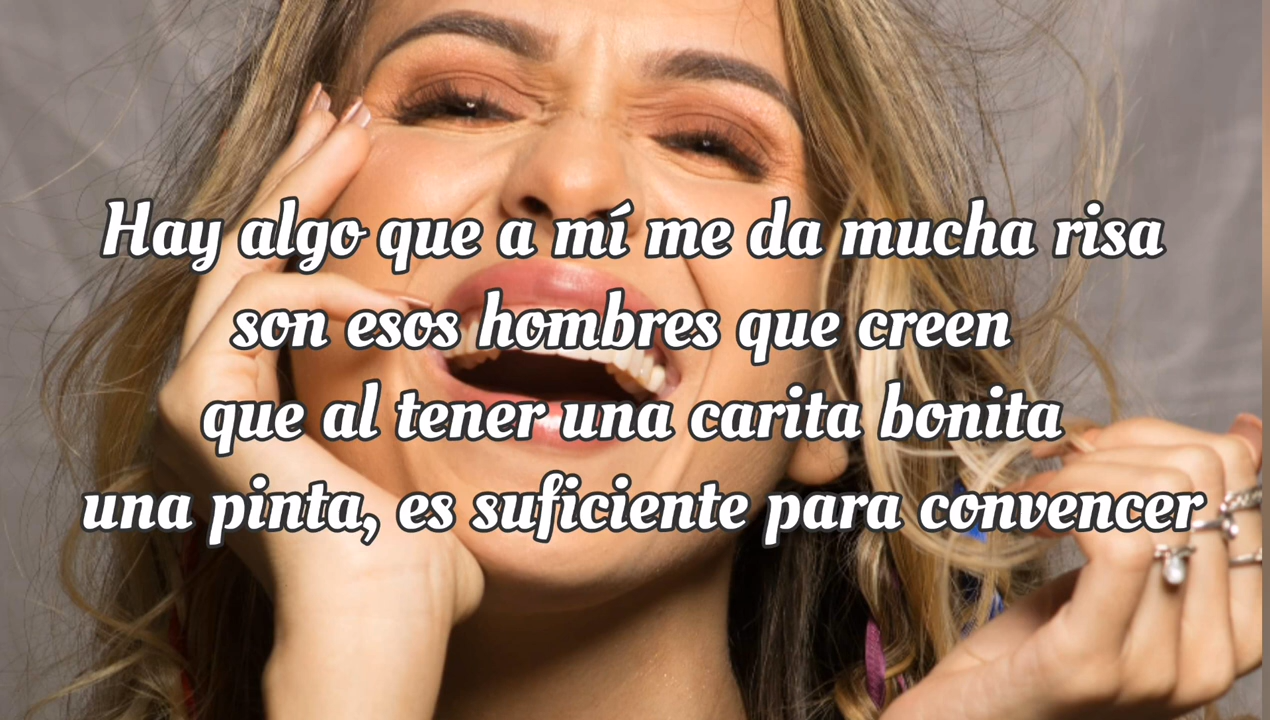 Hay algo que a mí me da mucha risa
son esos hombres que creen
que al tener una carita bonita
una pinta, es suficiente para convencer